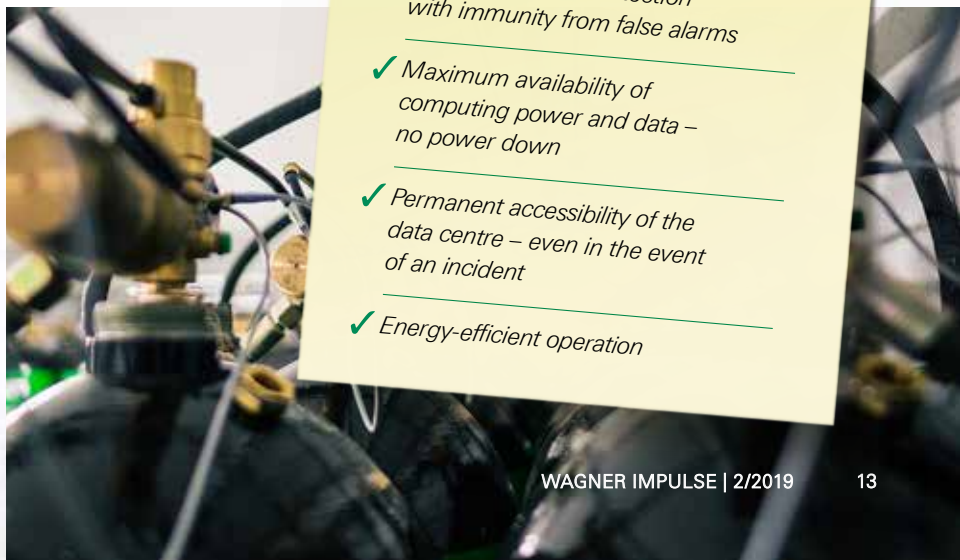 with immunity from false alarms
✓ Maximum availability of
computing power and data –
no power down
✓ Permanent accessibility of the
data centre – even in the event
of an incident
✓ Energy-efficient operation
WAGNER IMPULSE | 2/2019 13